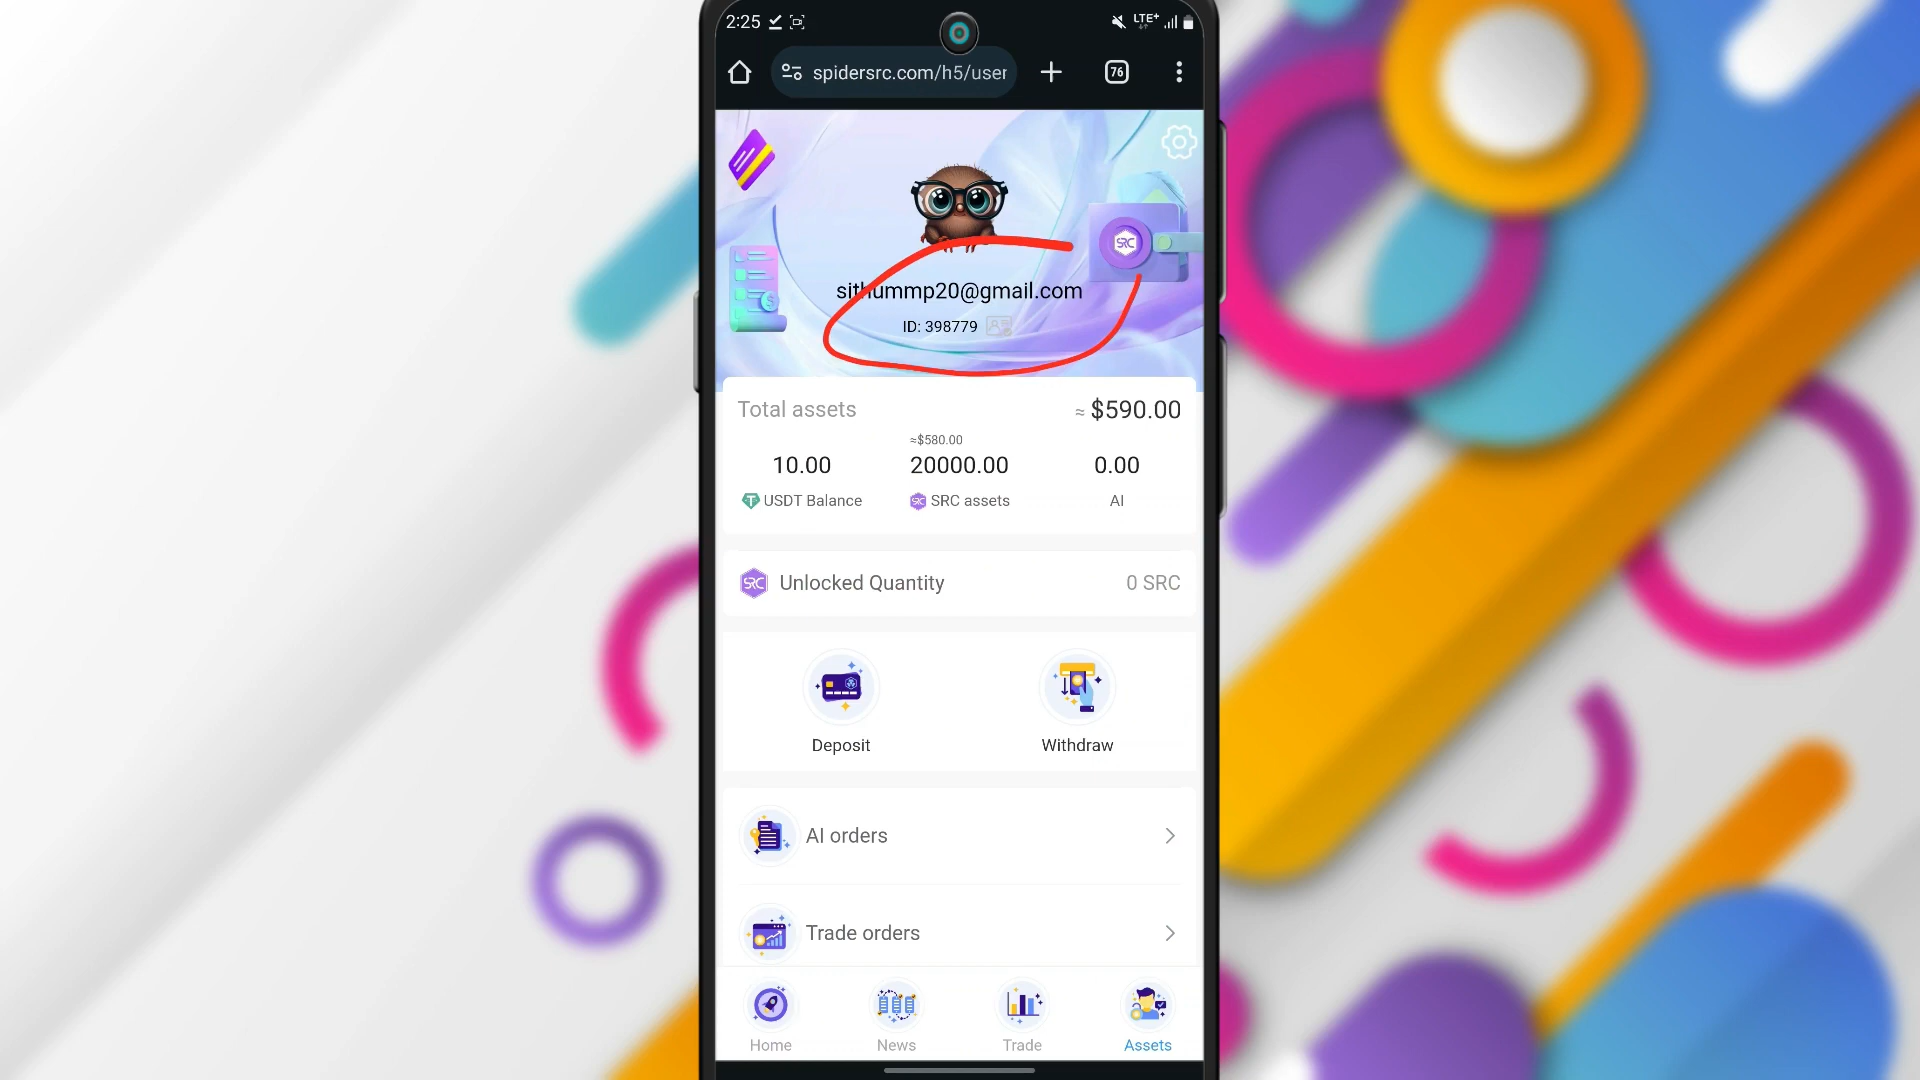 2:25
LTE+
spidersrc.com/h5/user
76
SRC
sithummp20@gmail.com
ID: 398779
Total assets
≈ $590.00
≈$580.00
10.00
20000.00
0.00
USDT Balance
SRC assets
AI
SRC Unlocked Quantity
0 SRC
Deposit
Withdraw
AI orders
Trade orders
Home
News
Trade
Assets